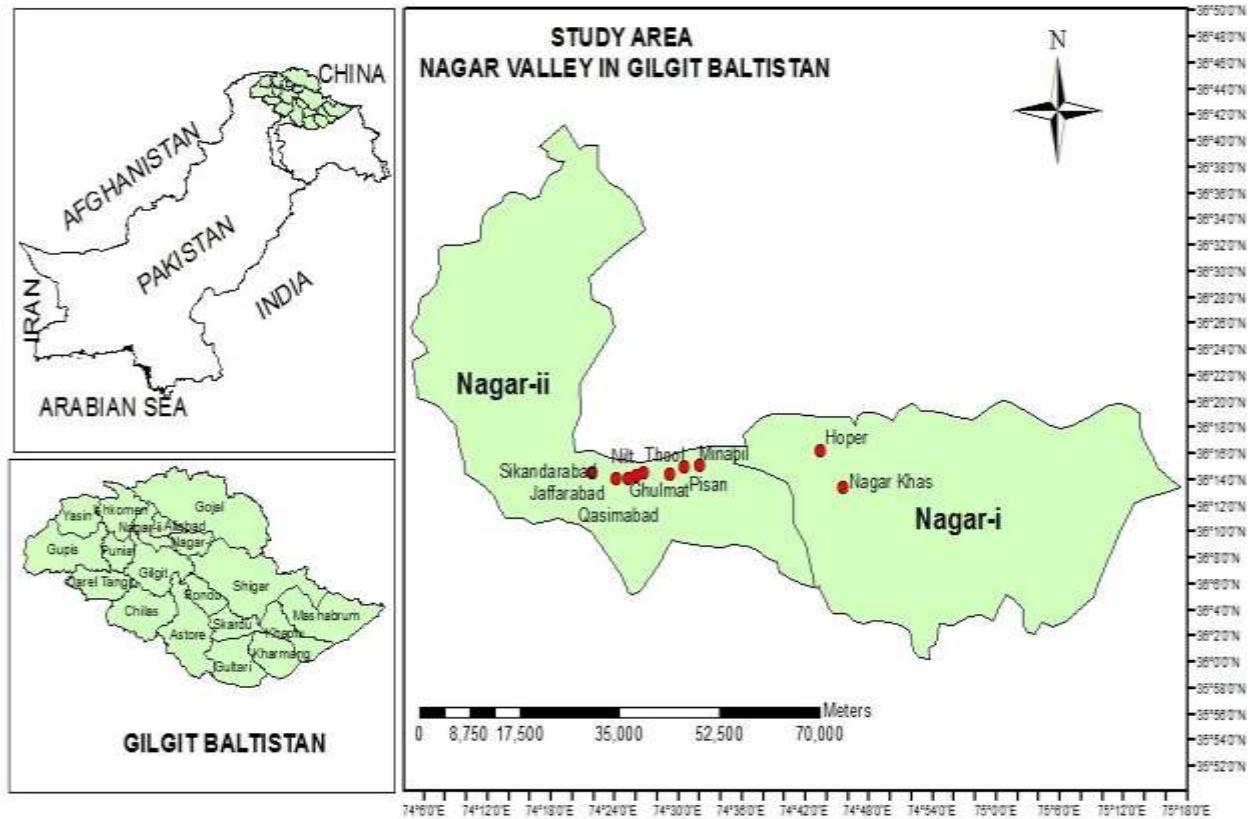 CHINA
AFGHANISTAN
PAKISTAN
INDIA
IRAN
ARABIAN SEA
Gojal
Yasin
Nagar-ii
Nagar-i
Gupis
Gilgit
Shigar
Chilas
Rondu
Astore
Skardu
Mashabrum
Kharmang
Gultari
GILGIT BALTISTAN
STUDY AREA
NAGAR VALLEY IN GILGIT BALTISTAN
N
Nagar-ii
Hoper
Nilt Thool Minapil
Sikandarabad
Jaffarabad Ghulmat Pisan
Nagar Khas
Qasimabad
Nagar-i
Meters
0 8,750 17,500 35,000 52,500 70,000
36°50'0"N
36°48'0"N
36°46'0"N
36°44'0"N
36°42'0"N
36°40'0"N
36°38'0"N
36°36'0"N
36°34'0"N
36°32'0"N
36°30'0"N
36°28'0"N
36°26'0"N
36°24'0"N
36°22'0"N
36°20'0"N
36°18'0"N
36°16'0"N
36°14'0"N
36°12'0"N
36°10'0"N
36°8'0"N
36°6'0"N
36°4'0"N
36°2'0"N
36°0'0"N
35°58'0"N
35°56'0"N
35°54'0"N
35°52'0"N
74°6'0"E 74°12'0"E 74°18'0"E 74°24'0"E 74°30'0"E 74°36'0"E 74°42'0"E 74°48'0"E 74°54'0"E 75°0'0"E 75°6'0"E 75°12'0"E 75°18'0"E